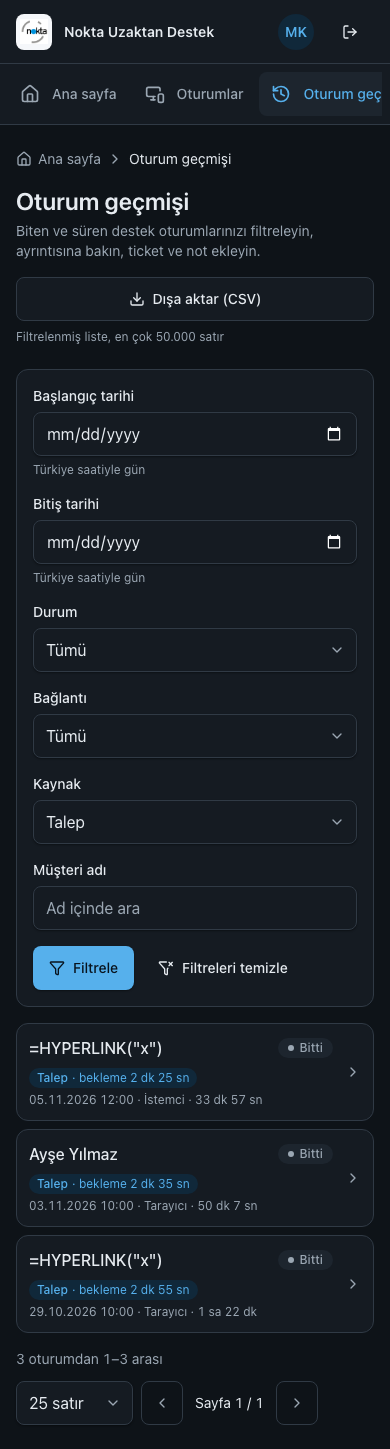 nokta
Nokta Uzaktan Destek
MK
Ana sayfa
Oturumlar
Oturum geç
Ana sayfa
Oturum geçmişi
Oturum geçmişi
Biten ve süren destek oturumlarınızı filtreleyin,
ayrıntısına bakın, ticket ve not ekleyin.
Dışa aktar (CSV)
Filtrelenmiş liste, en çok 50.000 satır
Başlangıç tarihi
mm/dd/yyyy
Türkiye saatiyle gün
Bitiş tarihi
mm/dd/yyyy
Türkiye saatiyle gün
Durum
Tümü
Bağlantı
Tümü
Kaynak
Talep
Müşteri adı
Ad içinde ara
Filtrele
Filtreleri temizle
=HYPERLINK("x")
Bitti
Talep · bekleme 2 dk 25 sn
05.11.2026 12:00 · İstemci · 33 dk 57 sn
Ayşe Yılmaz
Bitti
Talep · bekleme 2 dk 35 sn
03.11.2026 10:00 · Tarayıcı · 50 dk 7 sn
=HYPERLINK("x")
Bitti
Talep · bekleme 2 dk 55 sn
29.10.2026 10:00 · Tarayıcı · 1 sa 22 dk
3 oturumdan 1–3 arası
25 satır
Sayfa 1 / 1